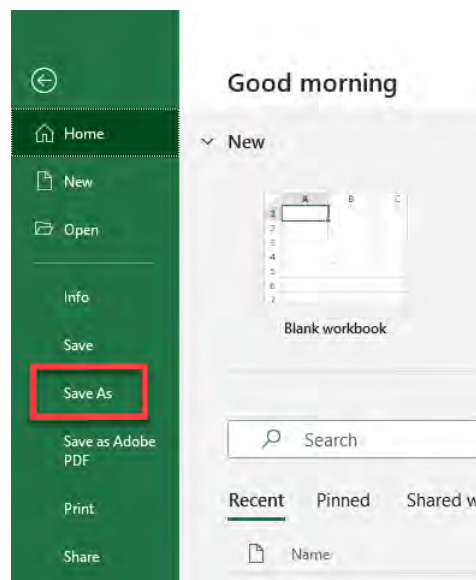 Good morning
Home
New
Open
Info
Save
Save As
Save as Adobe
PDF
Print
Share
New
A B C
1
2
3
4
5
6
7
Blank workbook
Search
Recent Pinned Shared w
Name